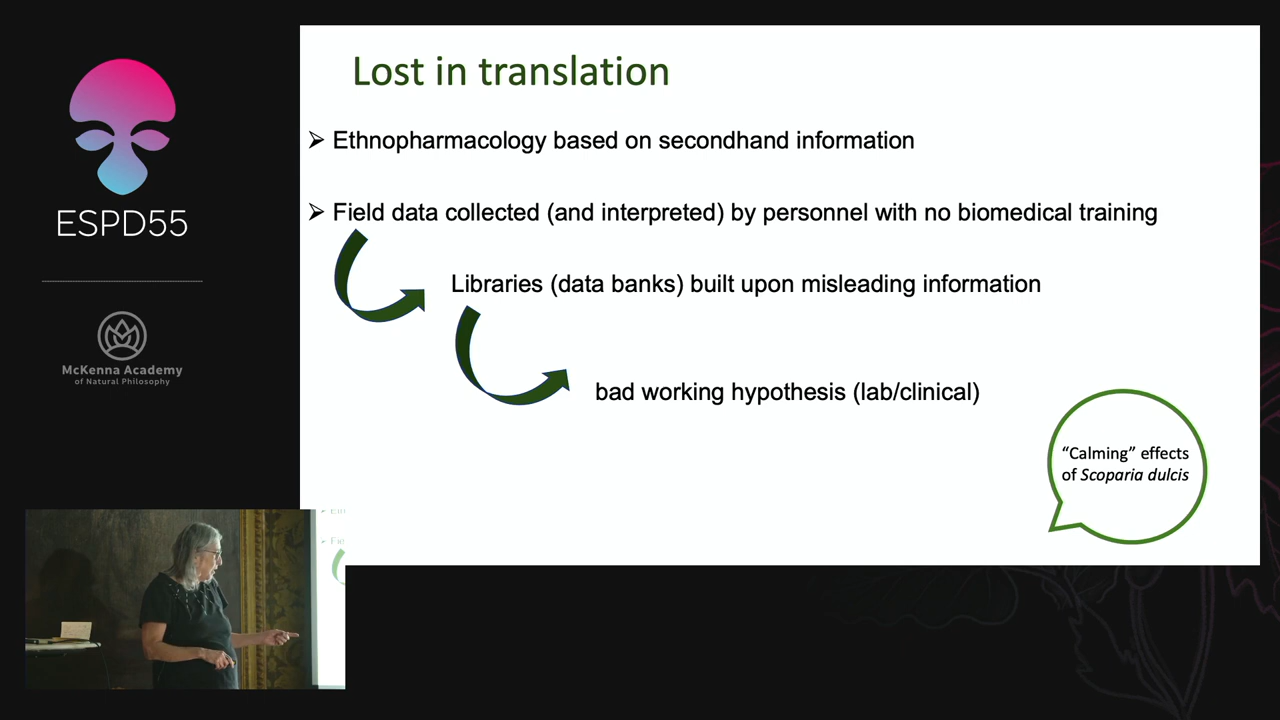 ESPD55
McKenna Academy
of Natural Philosophy
Lost in translation
➢ Ethnopharmacology based on secondhand information
➢ Field data collected (and interpreted) by personnel with no biomedical training
Libraries (data banks) built upon misleading information
bad working hypothesis (lab/clinical)
“Calming” effects
of Scoparia dulcis